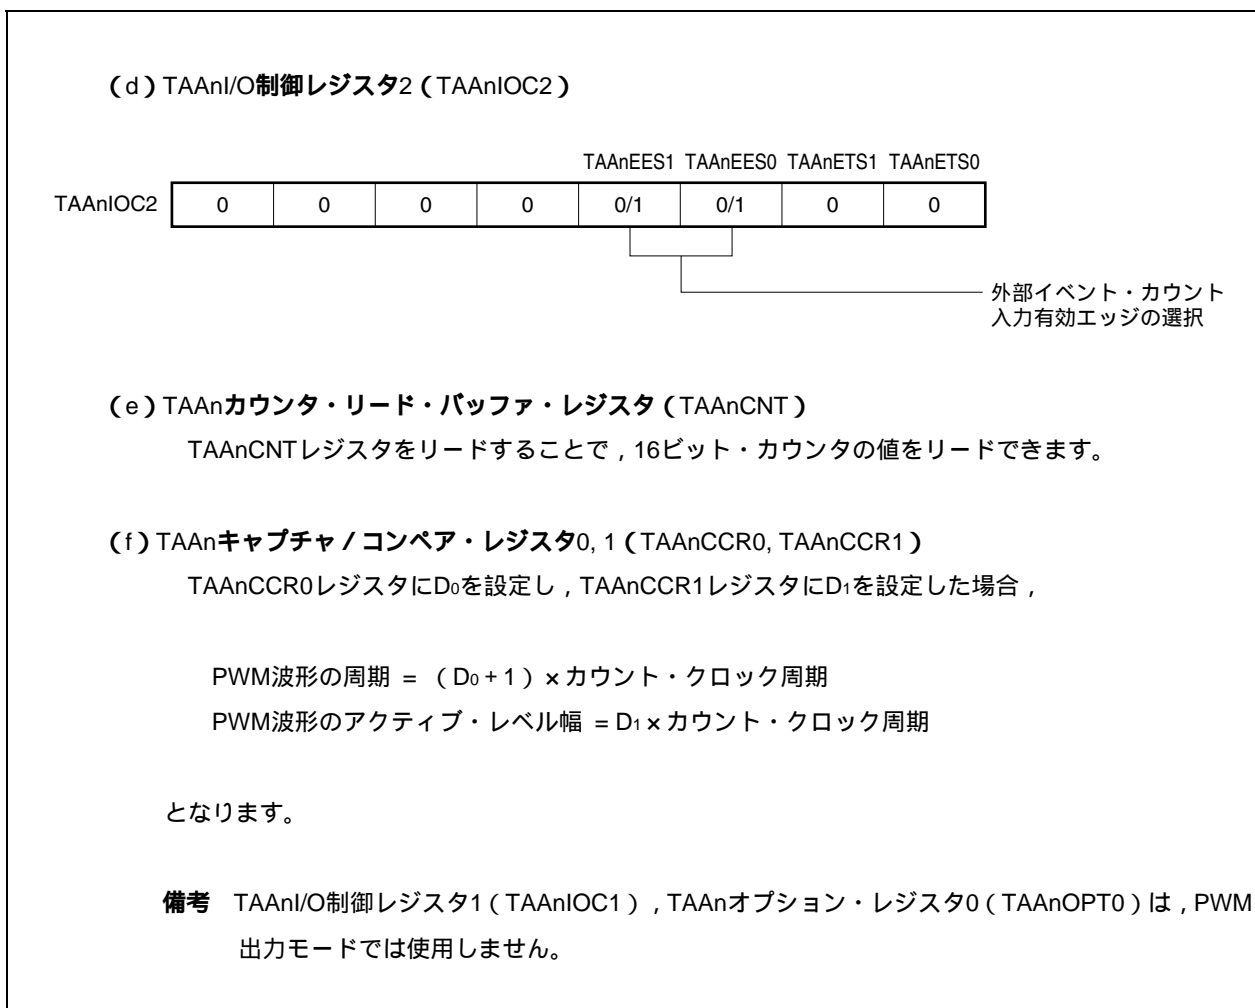 (d)TAAnI/O制御レジスタ2(TAAnIOC2)
TAAnEES1 TAAnEES0 TAAnETS1 TAAnETS0
TAAnIOC2 0 0 0 0 0/1 0/1 0 0
外部イベント・カウント
入力有効エッジの選択
(e)TAAnカウンタ・リード・バッファ・レジスタ(TAAnCNT)
TAAnCNTレジスタをリードすることで,16ビット・カウンタの値をリードできます。
(f)TAAnキャプチャ/コンペア・レジスタ0, 1(TAAnCCR0, TAAnCCR1)
TAAnCCR0レジスタにD₀を設定し,TAAnCCR1レジスタにD₁を設定した場合,
PWM波形の周期 = (D₀+1)×カウント・クロック周期
PWM波形のアクティブ・レベル幅 = D₁×カウント・クロック周期
となります。
備考 TAAnI/O制御レジスタ1(TAAnIOC1),TAAnオプション・レジスタ0(TAAnOPT0)は,PWM
出力モードでは使用しません。